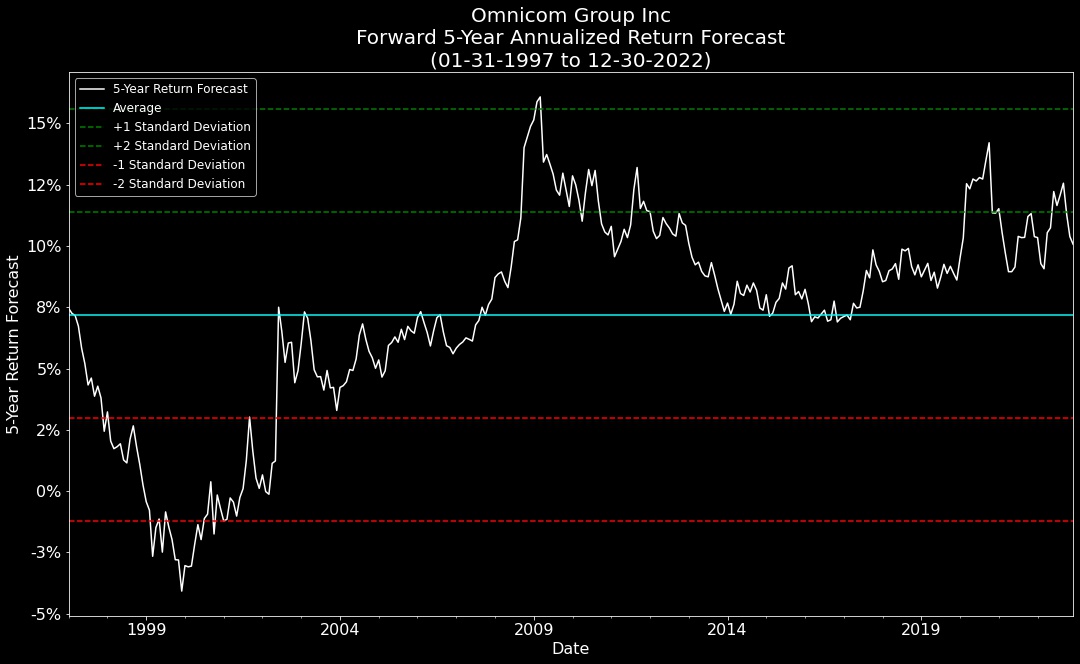 Omnicom Group Inc
Forward 5-Year Annualized Return Forecast
(01-31-1997 to 12-30-2022)
5-Year Return Forecast
Average
+1 Standard Deviation
+2 Standard Deviation
-1 Standard Deviation
-2 Standard Deviation
15%
12%
10%
8%
5%
2%
0%
-3%
-5%
5-Year Return Forecast
1999 2004 2009 2014 2019
Date